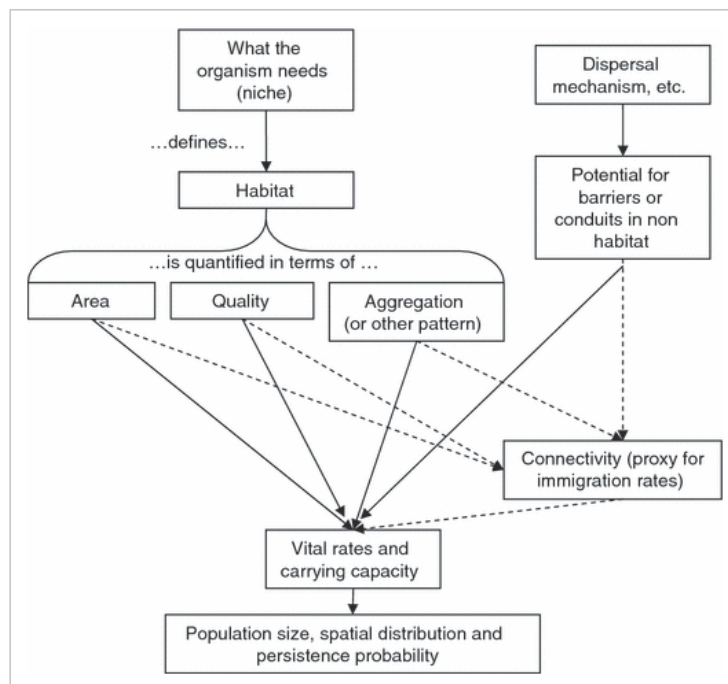 What the
organism needs
(niche)
Dispersal
mechanism, etc.
...defines...
Habitat
Potential for
barriers or
conduits in non
habitat
...is quantified in terms of ...
Area
Quality
Aggregation
(or other pattern)
Connectivity (proxy for
immigration rates)
Vital rates and
carrying capacity
Population size, spatial distribution and
persistence probability